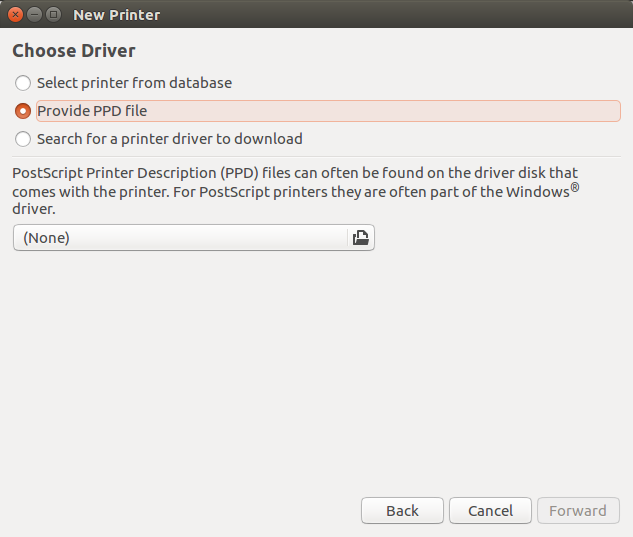 New Printer
Choose Driver
Select printer from database
Provide PPD file
Search for a printer driver to download
PostScript Printer Description (PPD) files can often be found on the driver disk that
comes with the printer. For PostScript printers they are often part of the Windows®
driver.
(None)
Back Cancel Forward